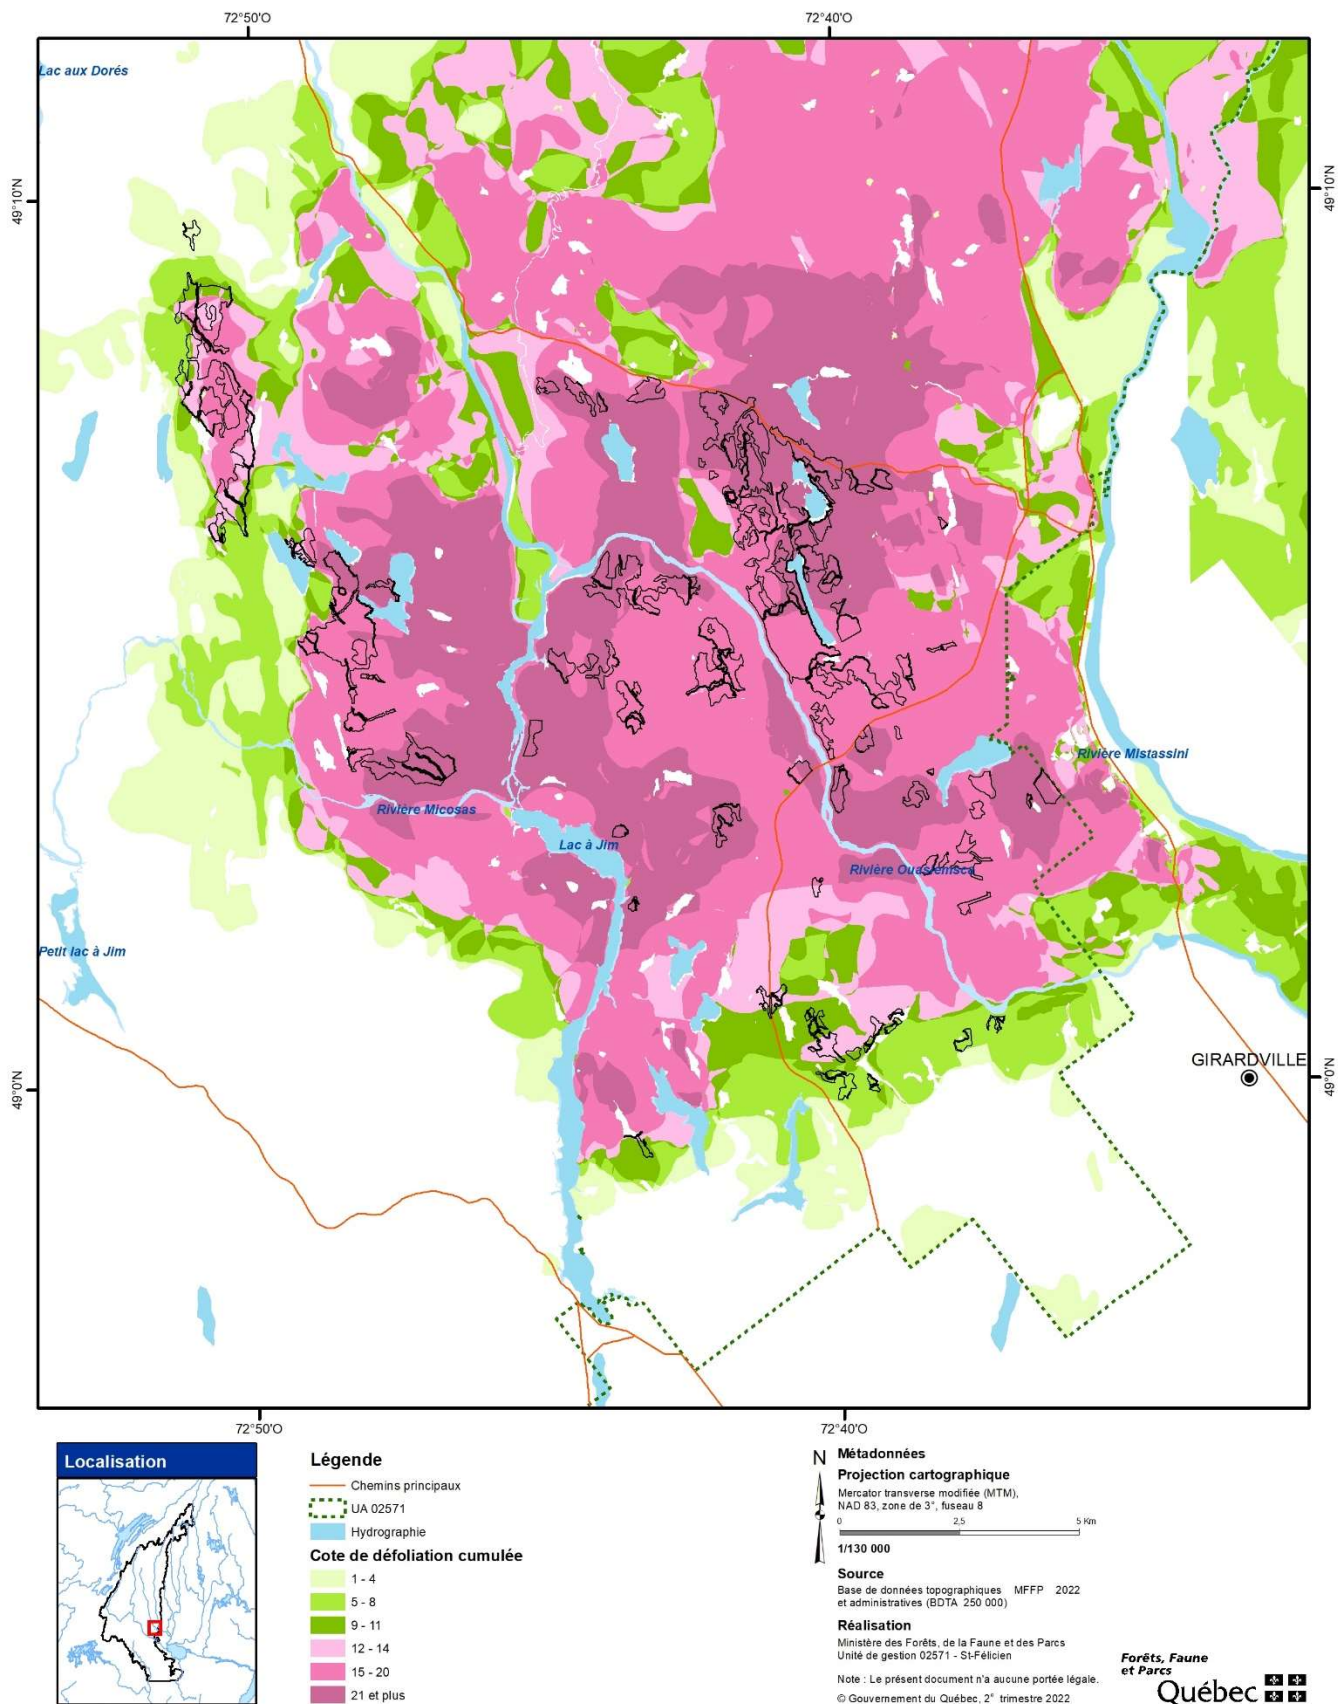 72°50'O
72°40'O
Lac aux Dorés
49°10'N
49°10'N
Rivière Mistassini
Rivière Micosas
Lac à Jim
Rivière Ouasiemsca
Petit lac à Jim
GIRARDVILLE
49°0'N
49°0'N
72°50'O
72°40'O
Localisation
Légende
Chemins principaux
UA 02571
Hydrographie
Cote de défoliation cumulée
1 - 4
5 - 8
9 - 11
12 - 14
15 - 20
21 et plus
N
Métadonnées
Projection cartographique
Mercator transverse modifiée (MTM),
NAD 83, zone de 3°, fuseau 8
0 2,5 5 Km
1/130 000
Source
Base de données topographiques MFFP 2022
et administratives (BDTA 250 000)
Réalisation
Ministère des Forêts, de la Faune et des Parcs
Unité de gestion 02571 - St-Félicien
Note : Le présent document n'a aucune portée légale.
© Gouvernement du Québec, 2e trimestre 2022
Forêts, Faune
et Parcs
Québec